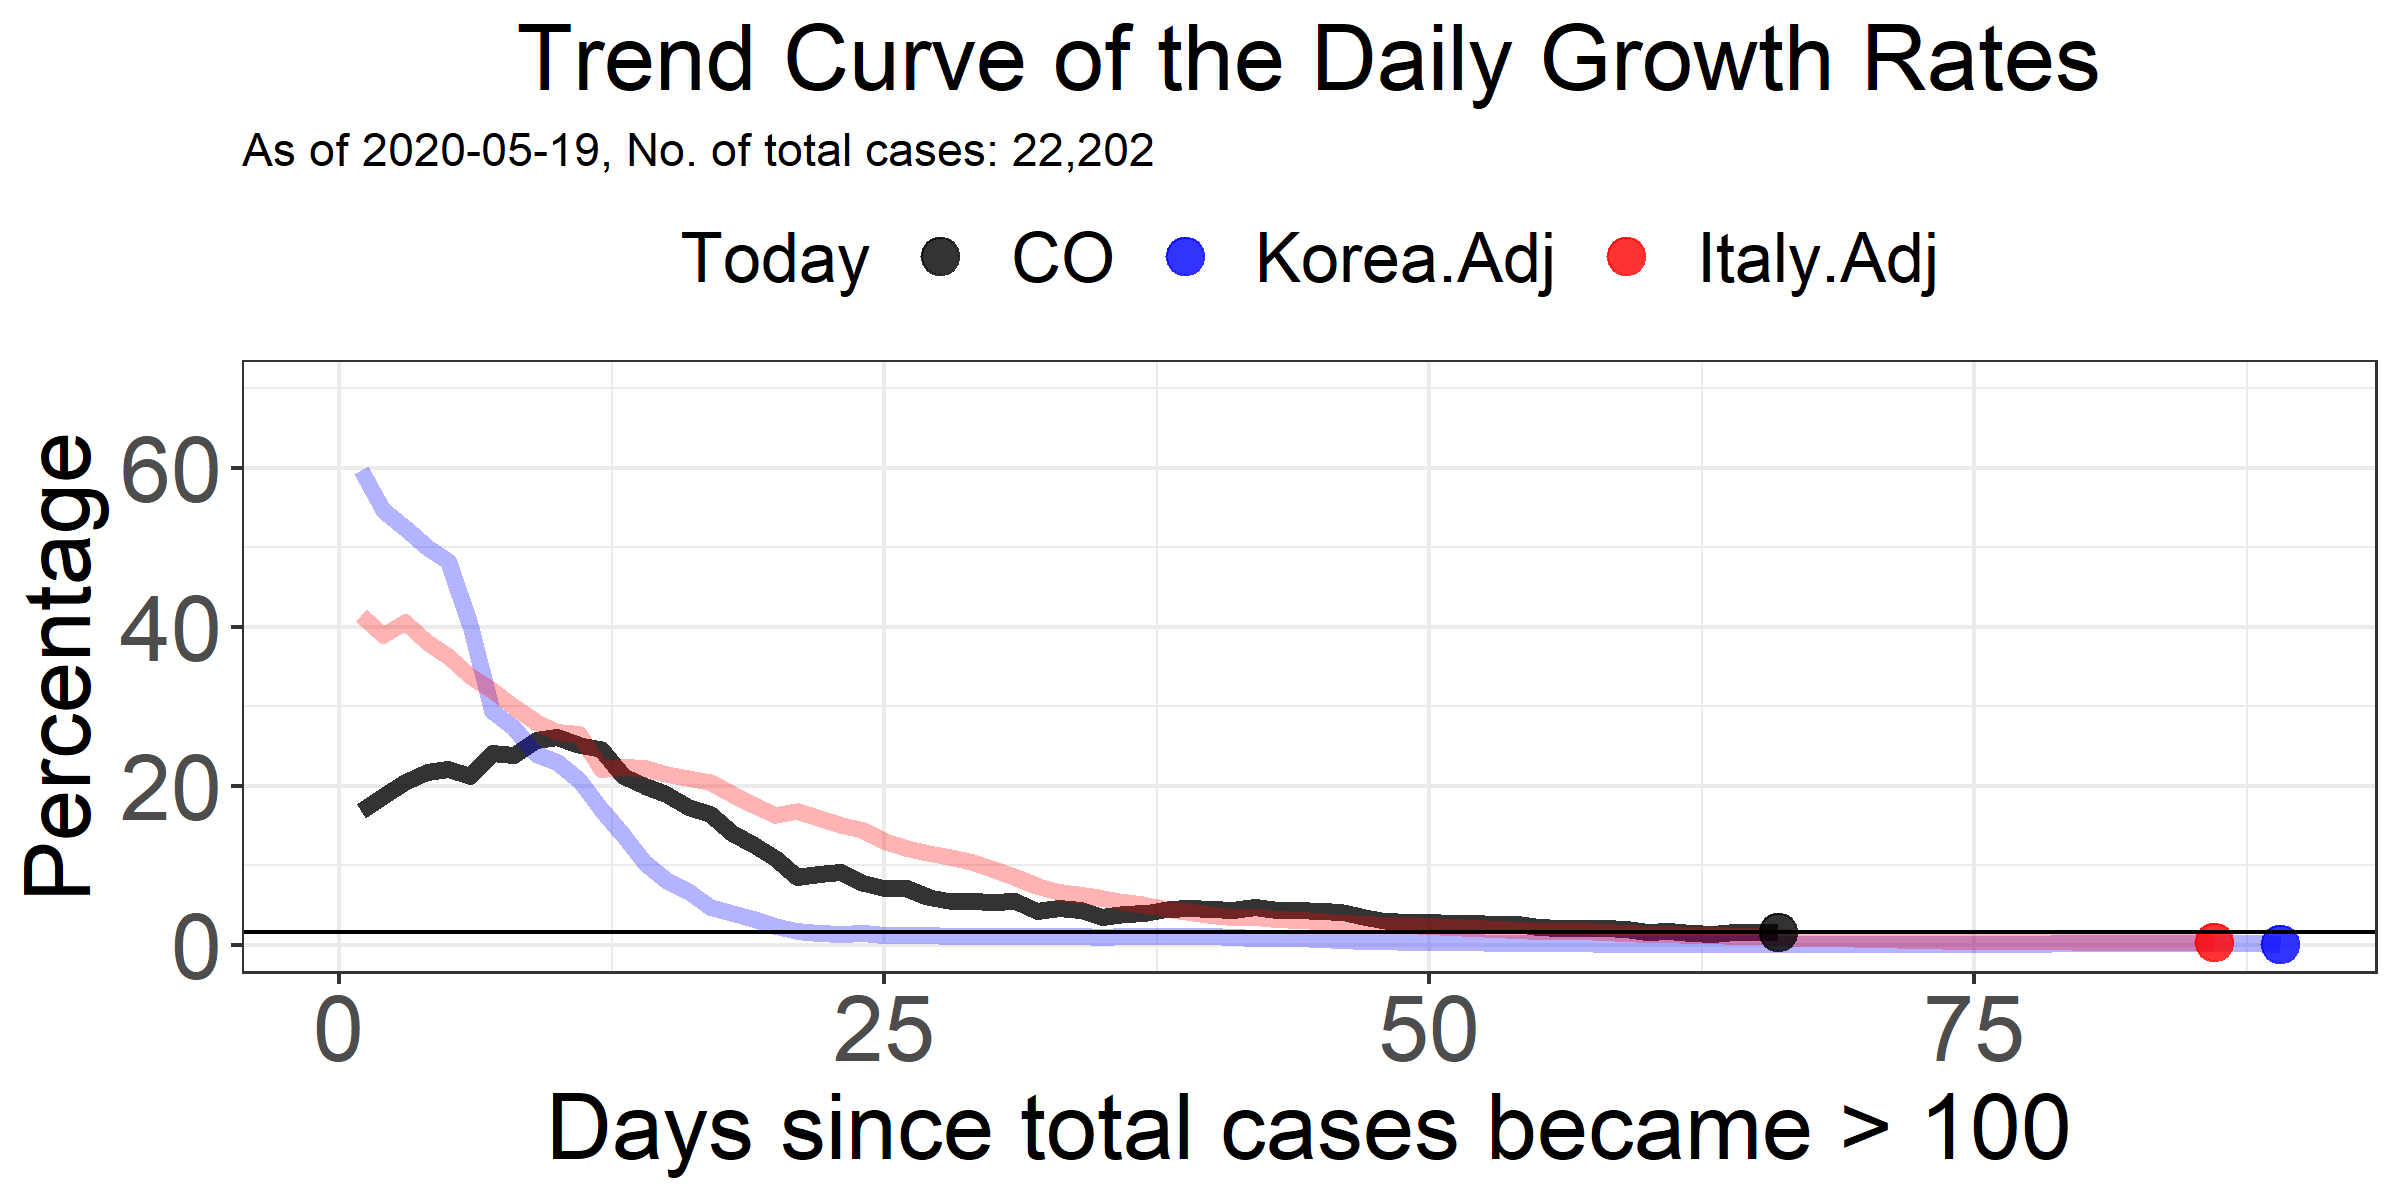 Trend Curve of the Daily Growth Rates
As of 2020-05-19, No. of total cases: 22,202
Today CO Korea.Adj Italy.Adj
Percentage
60
40
20
0
0 25 50 75
Days since total cases became > 100